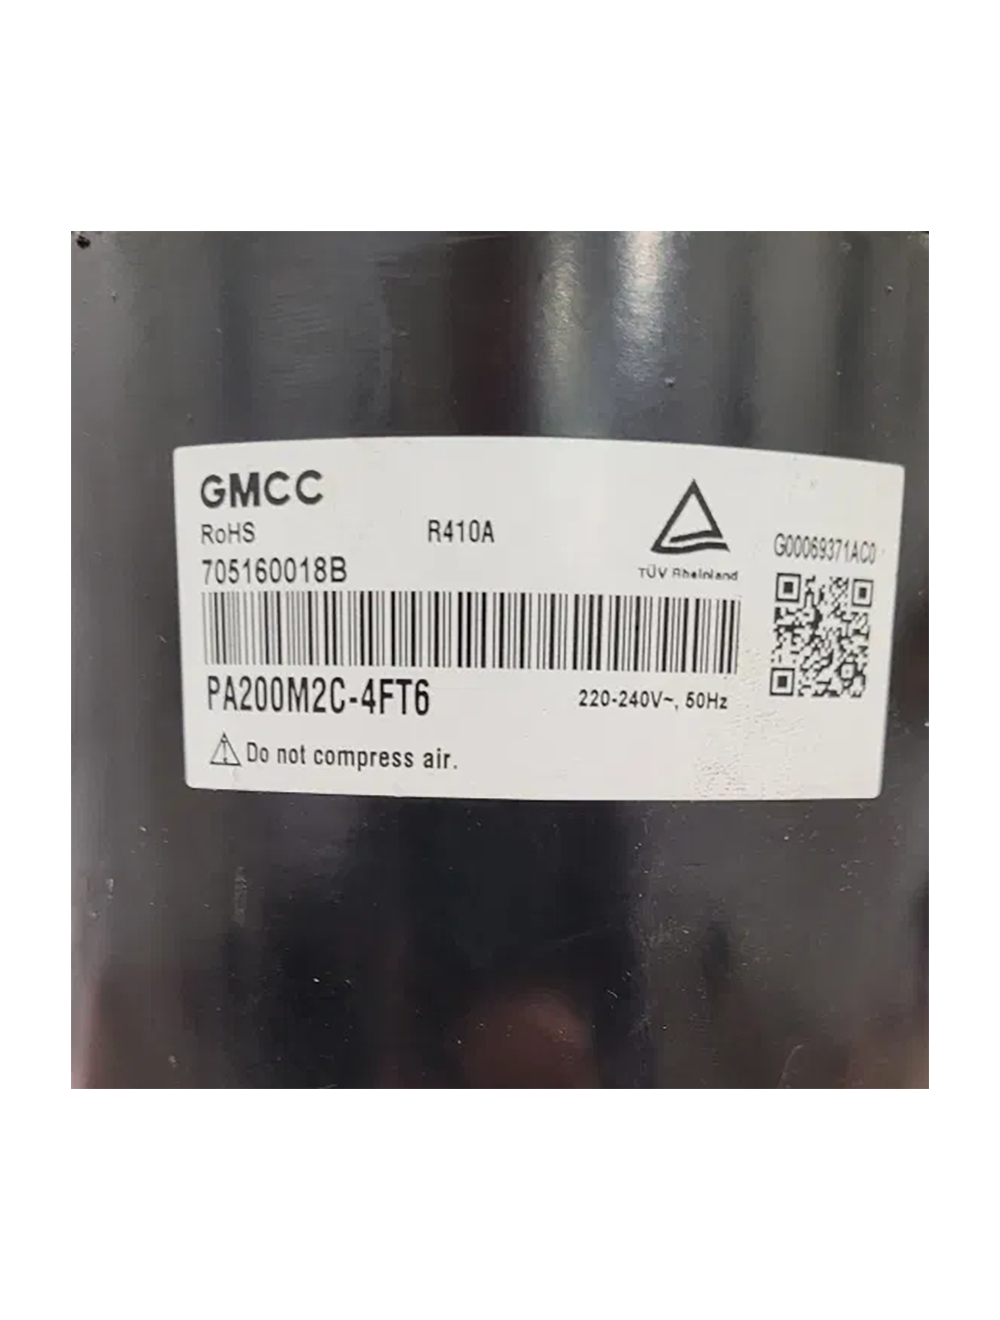 GMCC
RoHS
R410A
705160018B
TÜV Rheinland
G00069371AC0
PA200M2C-4FT6
220-240V~, 50Hz
Do not compress air.